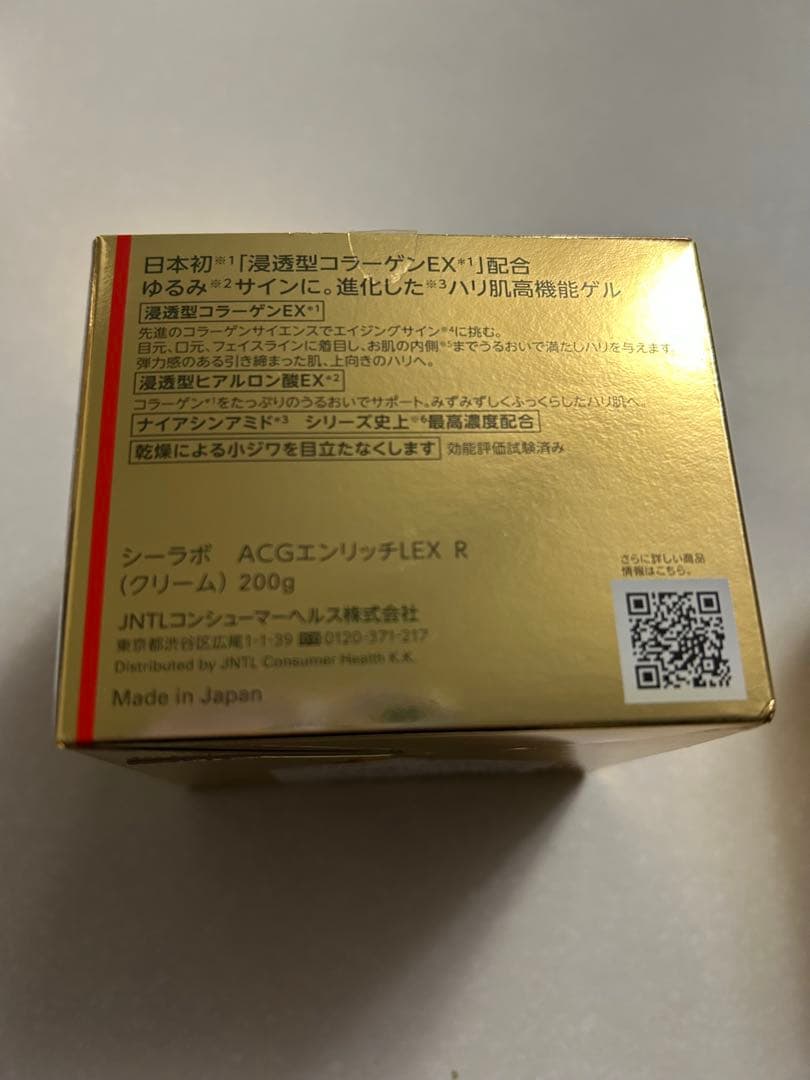 日本初※1「浸透型コラーゲンEX*1」配合
ゆるみ※2サインに。進化した※3ハリ肌高機能ゲル
浸透型コラーゲンEX*1
先進のコラーゲンサイエンスでエイジングサイン※4に挑む。
目元、口元、フェイスラインに着目し、お肌の内側※5までうるおいで満たしハリを与えます。
弾力感のある引き締まった肌、上向きのハリへ。
浸透型ヒアルロン酸EX*2
コラーゲン*1をたっぷりのうるおいでサポート。みずみずしくふっくらしたハリ肌へ。
ナイアシンアミド*3 シリーズ史上※6最高濃度配合
乾燥による小ジワを目立たなくします 効能評価試験済み
シーラボ ACGエンリッチLEX R
(クリーム) 200g
さらに詳しい商品
情報はこちら。
JNTLコンシューマーヘルス株式会社
東京都渋谷区広尾1-1-39 0120-371-217
Distributed by JNTL Consumer Health K.K.
Made in Japan